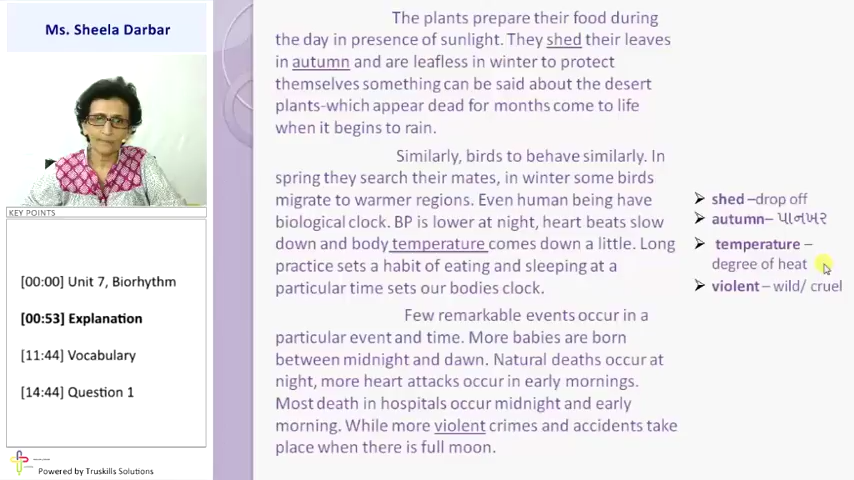 Ms. Sheela Darbar
KEY POINTS
[00:00] Unit 7, Biorhythm
[00:53] Explanation
[11:44] Vocabulary
[14:44] Question 1
Powered by Truskills Solutions
The plants prepare their food during
the day in presence of sunlight. They shed their leaves
in autumn and are leafless in winter to protect
themselves something can be said about the desert
plants-which appear dead for months come to life
when it begins to rain.
Similarly, birds to behave similarly. In
spring they search their mates, in winter some birds
migrate to warmer regions. Even human being have
biological clock. BP is lower at night, heart beats slow
down and body temperature comes down a little. Long
practice sets a habit of eating and sleeping at a
particular time sets our bodies clock.
Few remarkable events occur in a
particular event and time. More babies are born
between midnight and dawn. Natural deaths occur at
night, more heart attacks occur in early mornings.
Most death in hospitals occur midnight and early
morning. While more violent crimes and accidents take
place when there is full moon.
➢ shed –drop off
➢ autumn– પાનખર
➢ temperature –
degree of heat
➢ violent – wild/ cruel